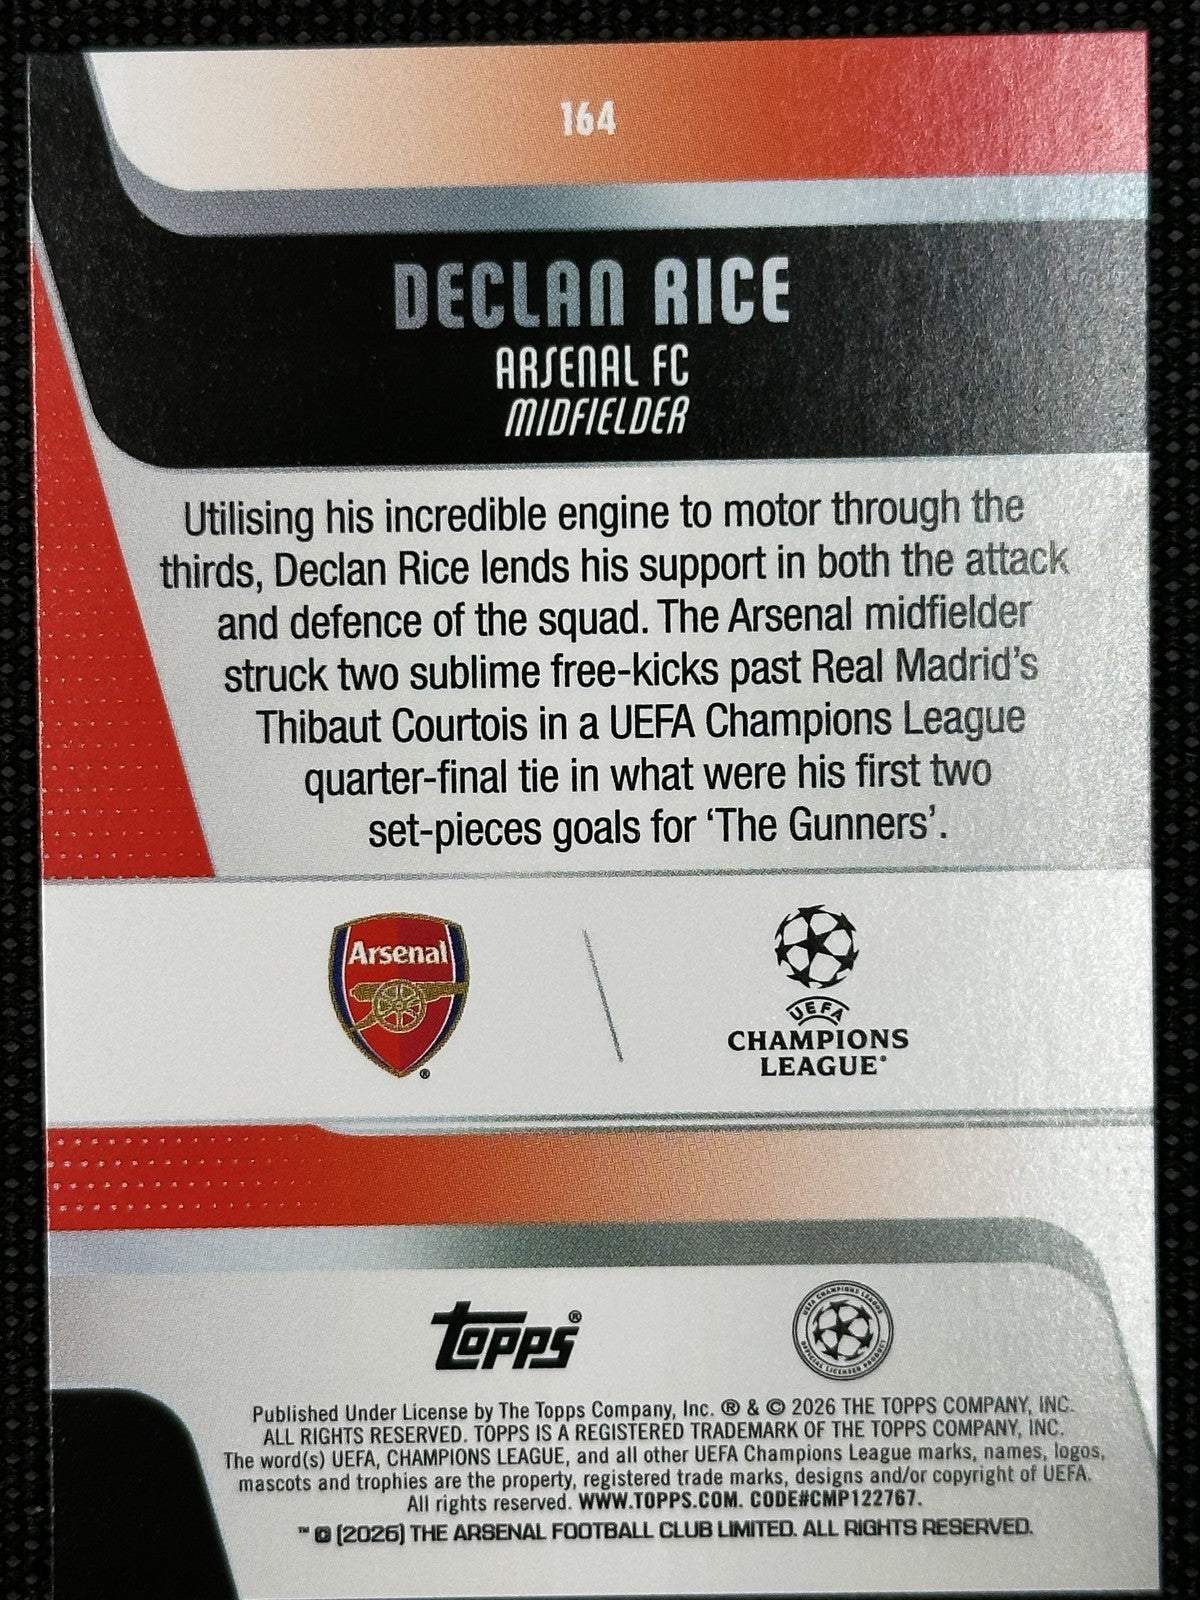 164
DECLAN RICE
ARSENAL FC
MIDFIELDER
Utilising his incredible engine to motor through the
thirds, Declan Rice lends his support in both the attack
and defence of the squad. The Arsenal midfielder
struck two sublime free-kicks past Real Madrid's
Thibaut Courtois in a UEFA Champions League
quarter-final tie in what were his first two
set-pieces goals for 'The Gunners'.
Arsenal
®
UEFA
CHAMPIONS
LEAGUE®
topps®
UEFA CHAMPIONS LEAGUE
OFFICIAL LICENSED PRODUCT
Published Under License by The Topps Company, Inc. ® & © 2026 THE TOPPS COMPANY, INC.
ALL RIGHTS RESERVED. TOPPS IS A REGISTERED TRADEMARK OF THE TOPPS COMPANY, INC.
The word(s) UEFA, CHAMPIONS LEAGUE, and all other UEFA Champions League marks, names, logos,
mascots and trophies are the property, registered trade marks, designs and/or copyright of UEFA.
All rights reserved. WWW.TOPPS.COM. CODE#CMP122767.
™ © (2026) THE ARSENAL FOOTBALL CLUB LIMITED. ALL RIGHTS RESERVED.